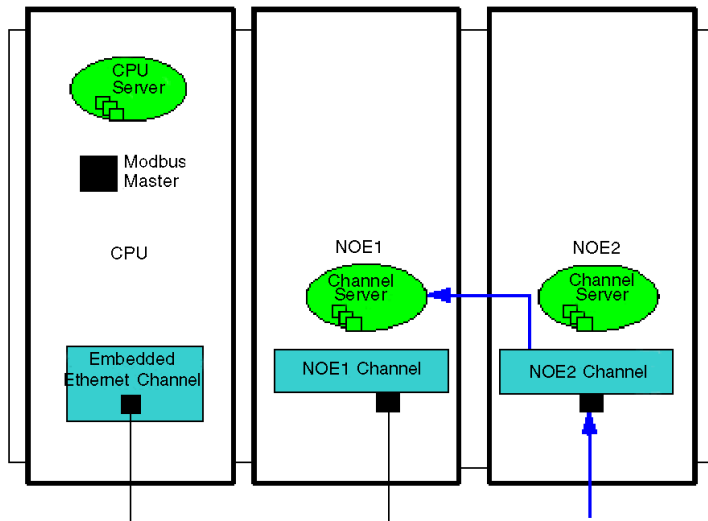 CPU
Server
Modbus
Master
CPU
Embedded
Ethernet Channel
NOE1
Channel
Server
NOE1 Channel
NOE2
Channel
Server
NOE2 Channel